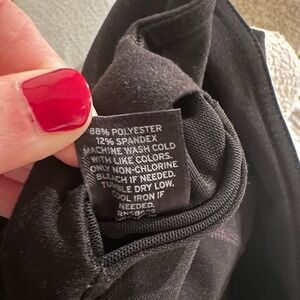 88% POLYESTER
12% SPANDEX
MACHINE WASH COLD
WITH LIKE COLORS.
ONLY NON-CHLORINE
BLEACH IF NEEDED.
TUMBLE DRY LOW.
COOL IRON IF
NEEDED.